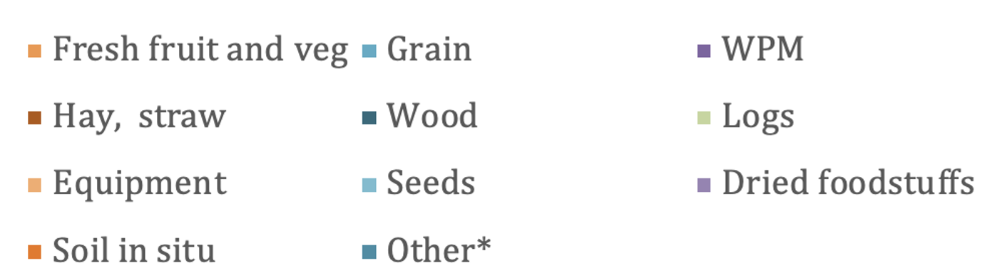 Fresh fruit and veg Grain WPM
Hay,  straw Wood Logs
Equipment Seeds Dried foodstuffs
Soil in situ Other*